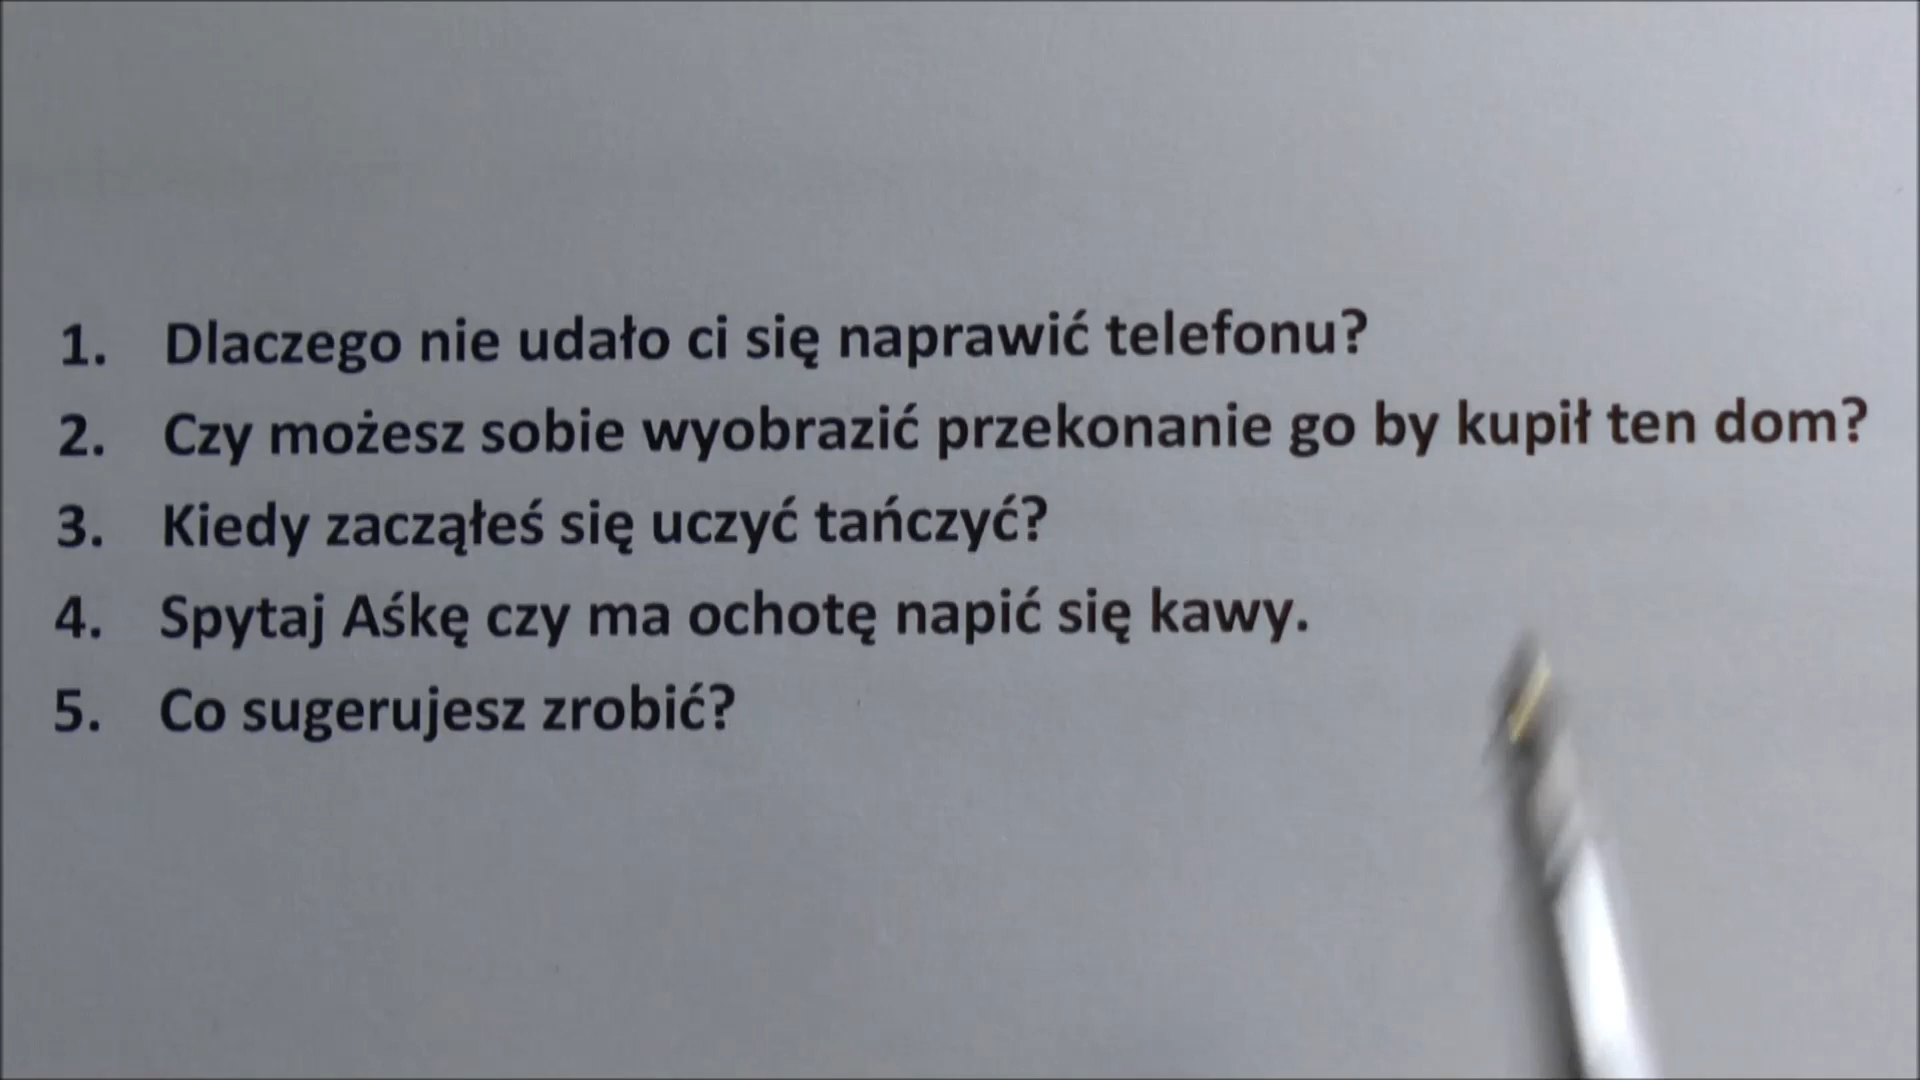 1. Dlaczego nie udało ci się naprawić telefonu?
2. Czy możesz sobie wyobrazić przekonanie go by kupił ten dom?
3. Kiedy zacząłeś się uczyć tańczyć?
4. Spytaj Aśkę czy ma ochotę napić się kawy.
5. Co sugerujesz zrobić?